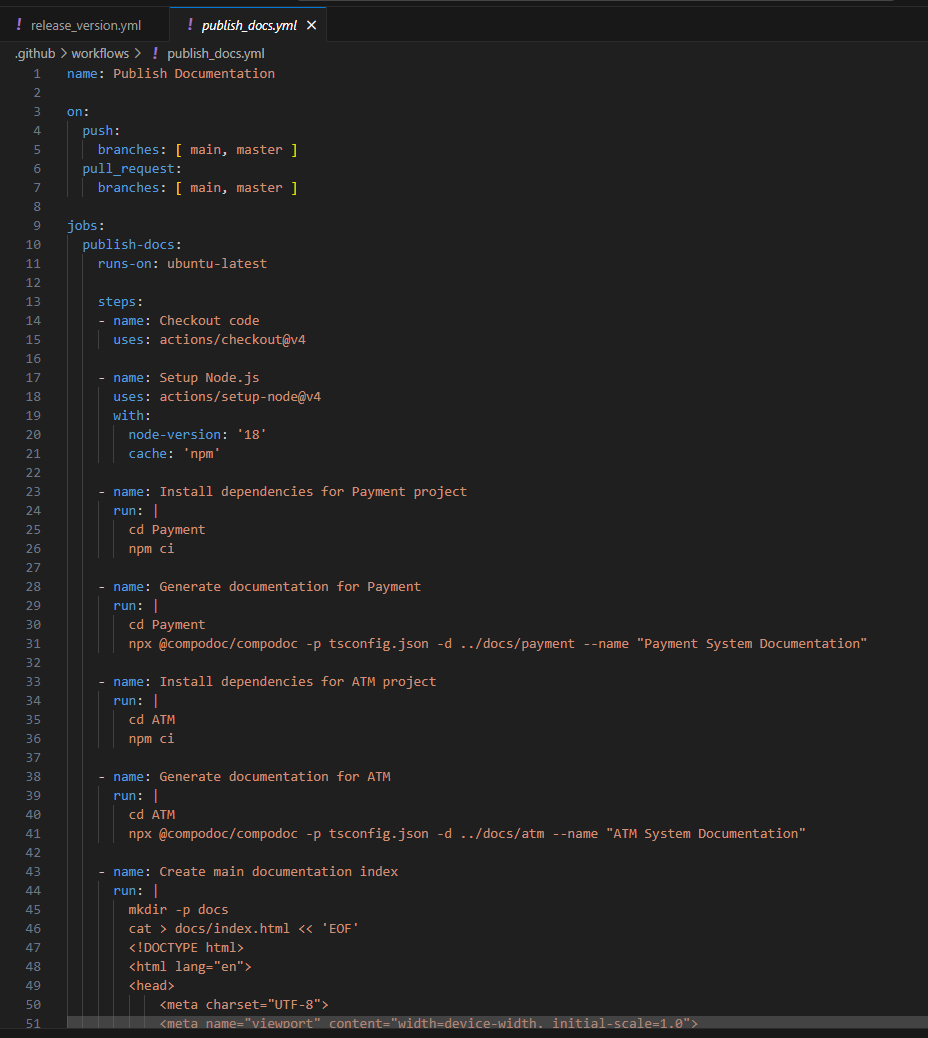 ! release_version.yml ! publish_docs.yml ×
.github > workflows > ! publish_docs.yml
1 name: Publish Documentation
2
3 on:
4 push:
5 branches: [ main, master ]
6 pull_request:
7 branches: [ main, master ]
8
9 jobs:
10 publish-docs:
11 runs-on: ubuntu-latest
12
13 steps:
14 - name: Checkout code
15 uses: actions/checkout@v4
16
17 - name: Setup Node.js
18 uses: actions/setup-node@v4
19 with:
20 node-version: '18'
21 cache: 'npm'
22
23 - name: Install dependencies for Payment project
24 run: |
25 cd Payment
26 npm ci
27
28 - name: Generate documentation for Payment
29 run: |
30 cd Payment
31 npx @compodoc/compodoc -p tsconfig.json -d ../docs/payment --name "Payment System Documentation"
32
33 - name: Install dependencies for ATM project
34 run: |
35 cd ATM
36 npm ci
37
38 - name: Generate documentation for ATM
39 run: |
40 cd ATM
41 npx @compodoc/compodoc -p tsconfig.json -d ../docs/atm --name "ATM System Documentation"
42
43 - name: Create main documentation index
44 run: |
45 mkdir -p docs
46 cat > docs/index.html << 'EOF'
47 <!DOCTYPE html>
48 <html lang="en">
49 <head>
50 <meta charset="UTF-8">
51 <meta name="viewport" content="width=device-width, initial-scale=1.0">